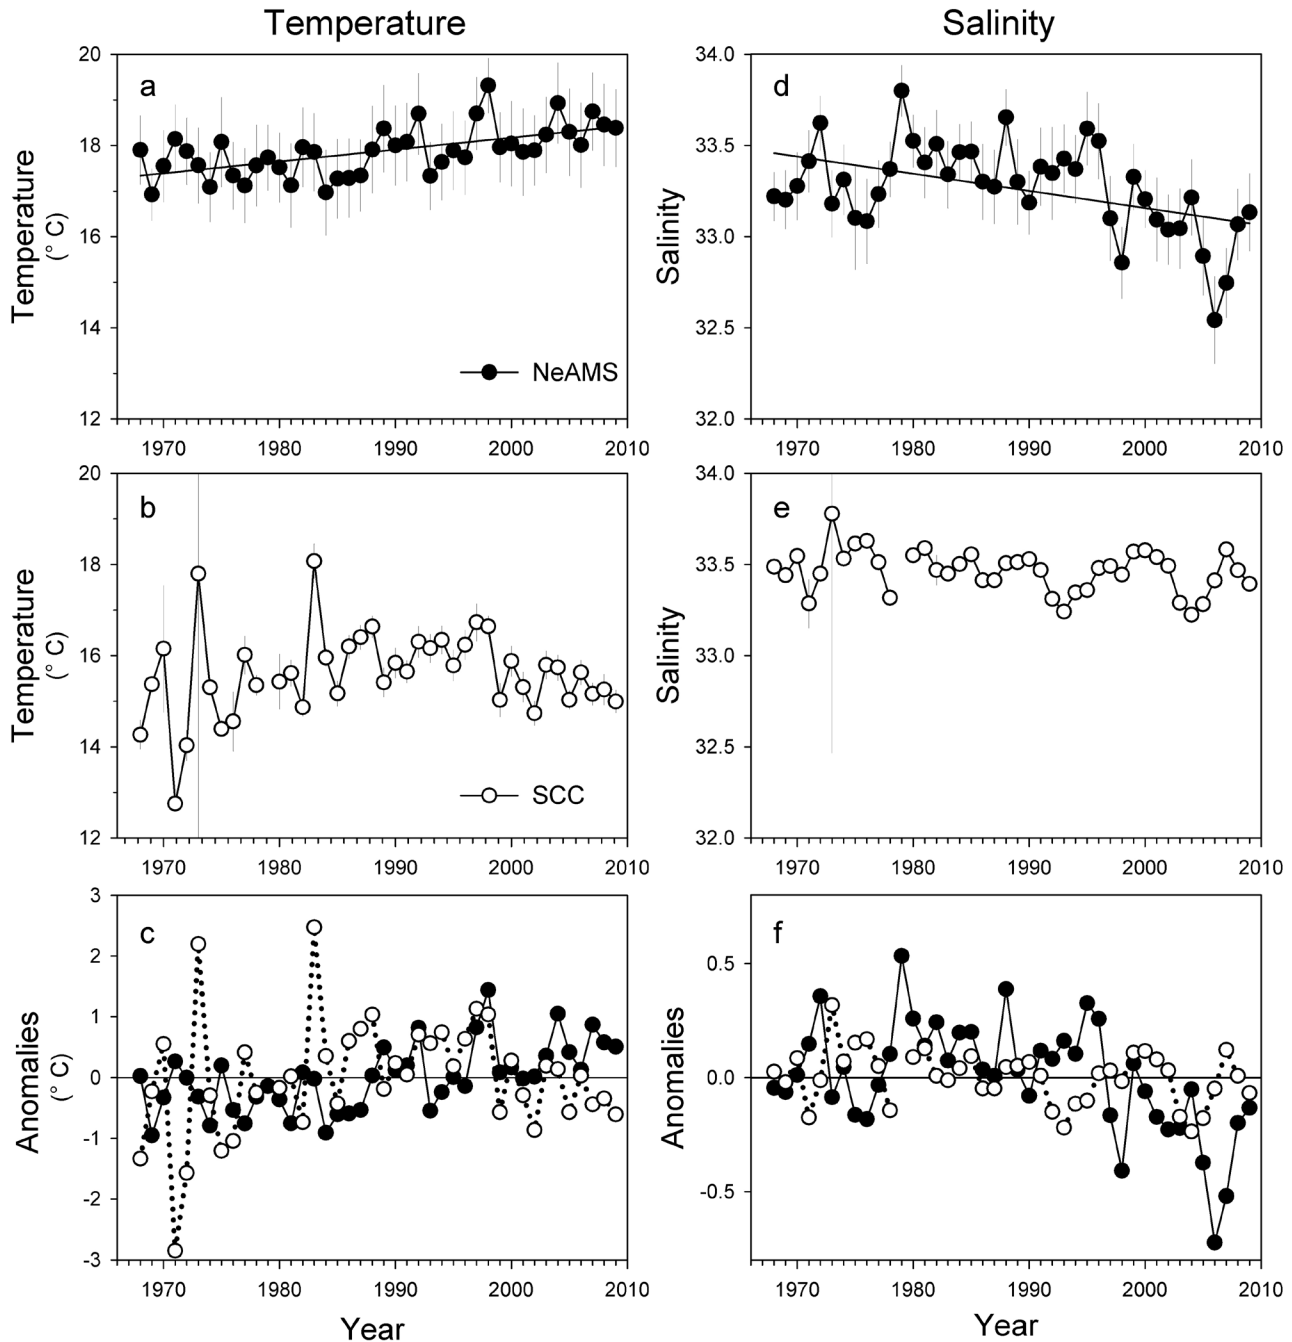 Temperature
Salinity
a
20
18
16
14
12
Temperature
(° C)
NeAMS
1970 1980 1990 2000 2010
d
34.0
33.5
33.0
32.5
32.0
Salinity
1970 1980 1990 2000 2010
b
20
18
16
14
12
Temperature
(° C)
SCC
1970 1980 1990 2000 2010
e
34.0
33.5
33.0
32.5
32.0
Salinity
1970 1980 1990 2000 2010
c
3
2
1
0
-1
-2
-3
Anomalies
(° C)
1970 1980 1990 2000 2010
Year
f
0.5
0.0
-0.5
Anomalies
1970 1980 1990 2000 2010
Year